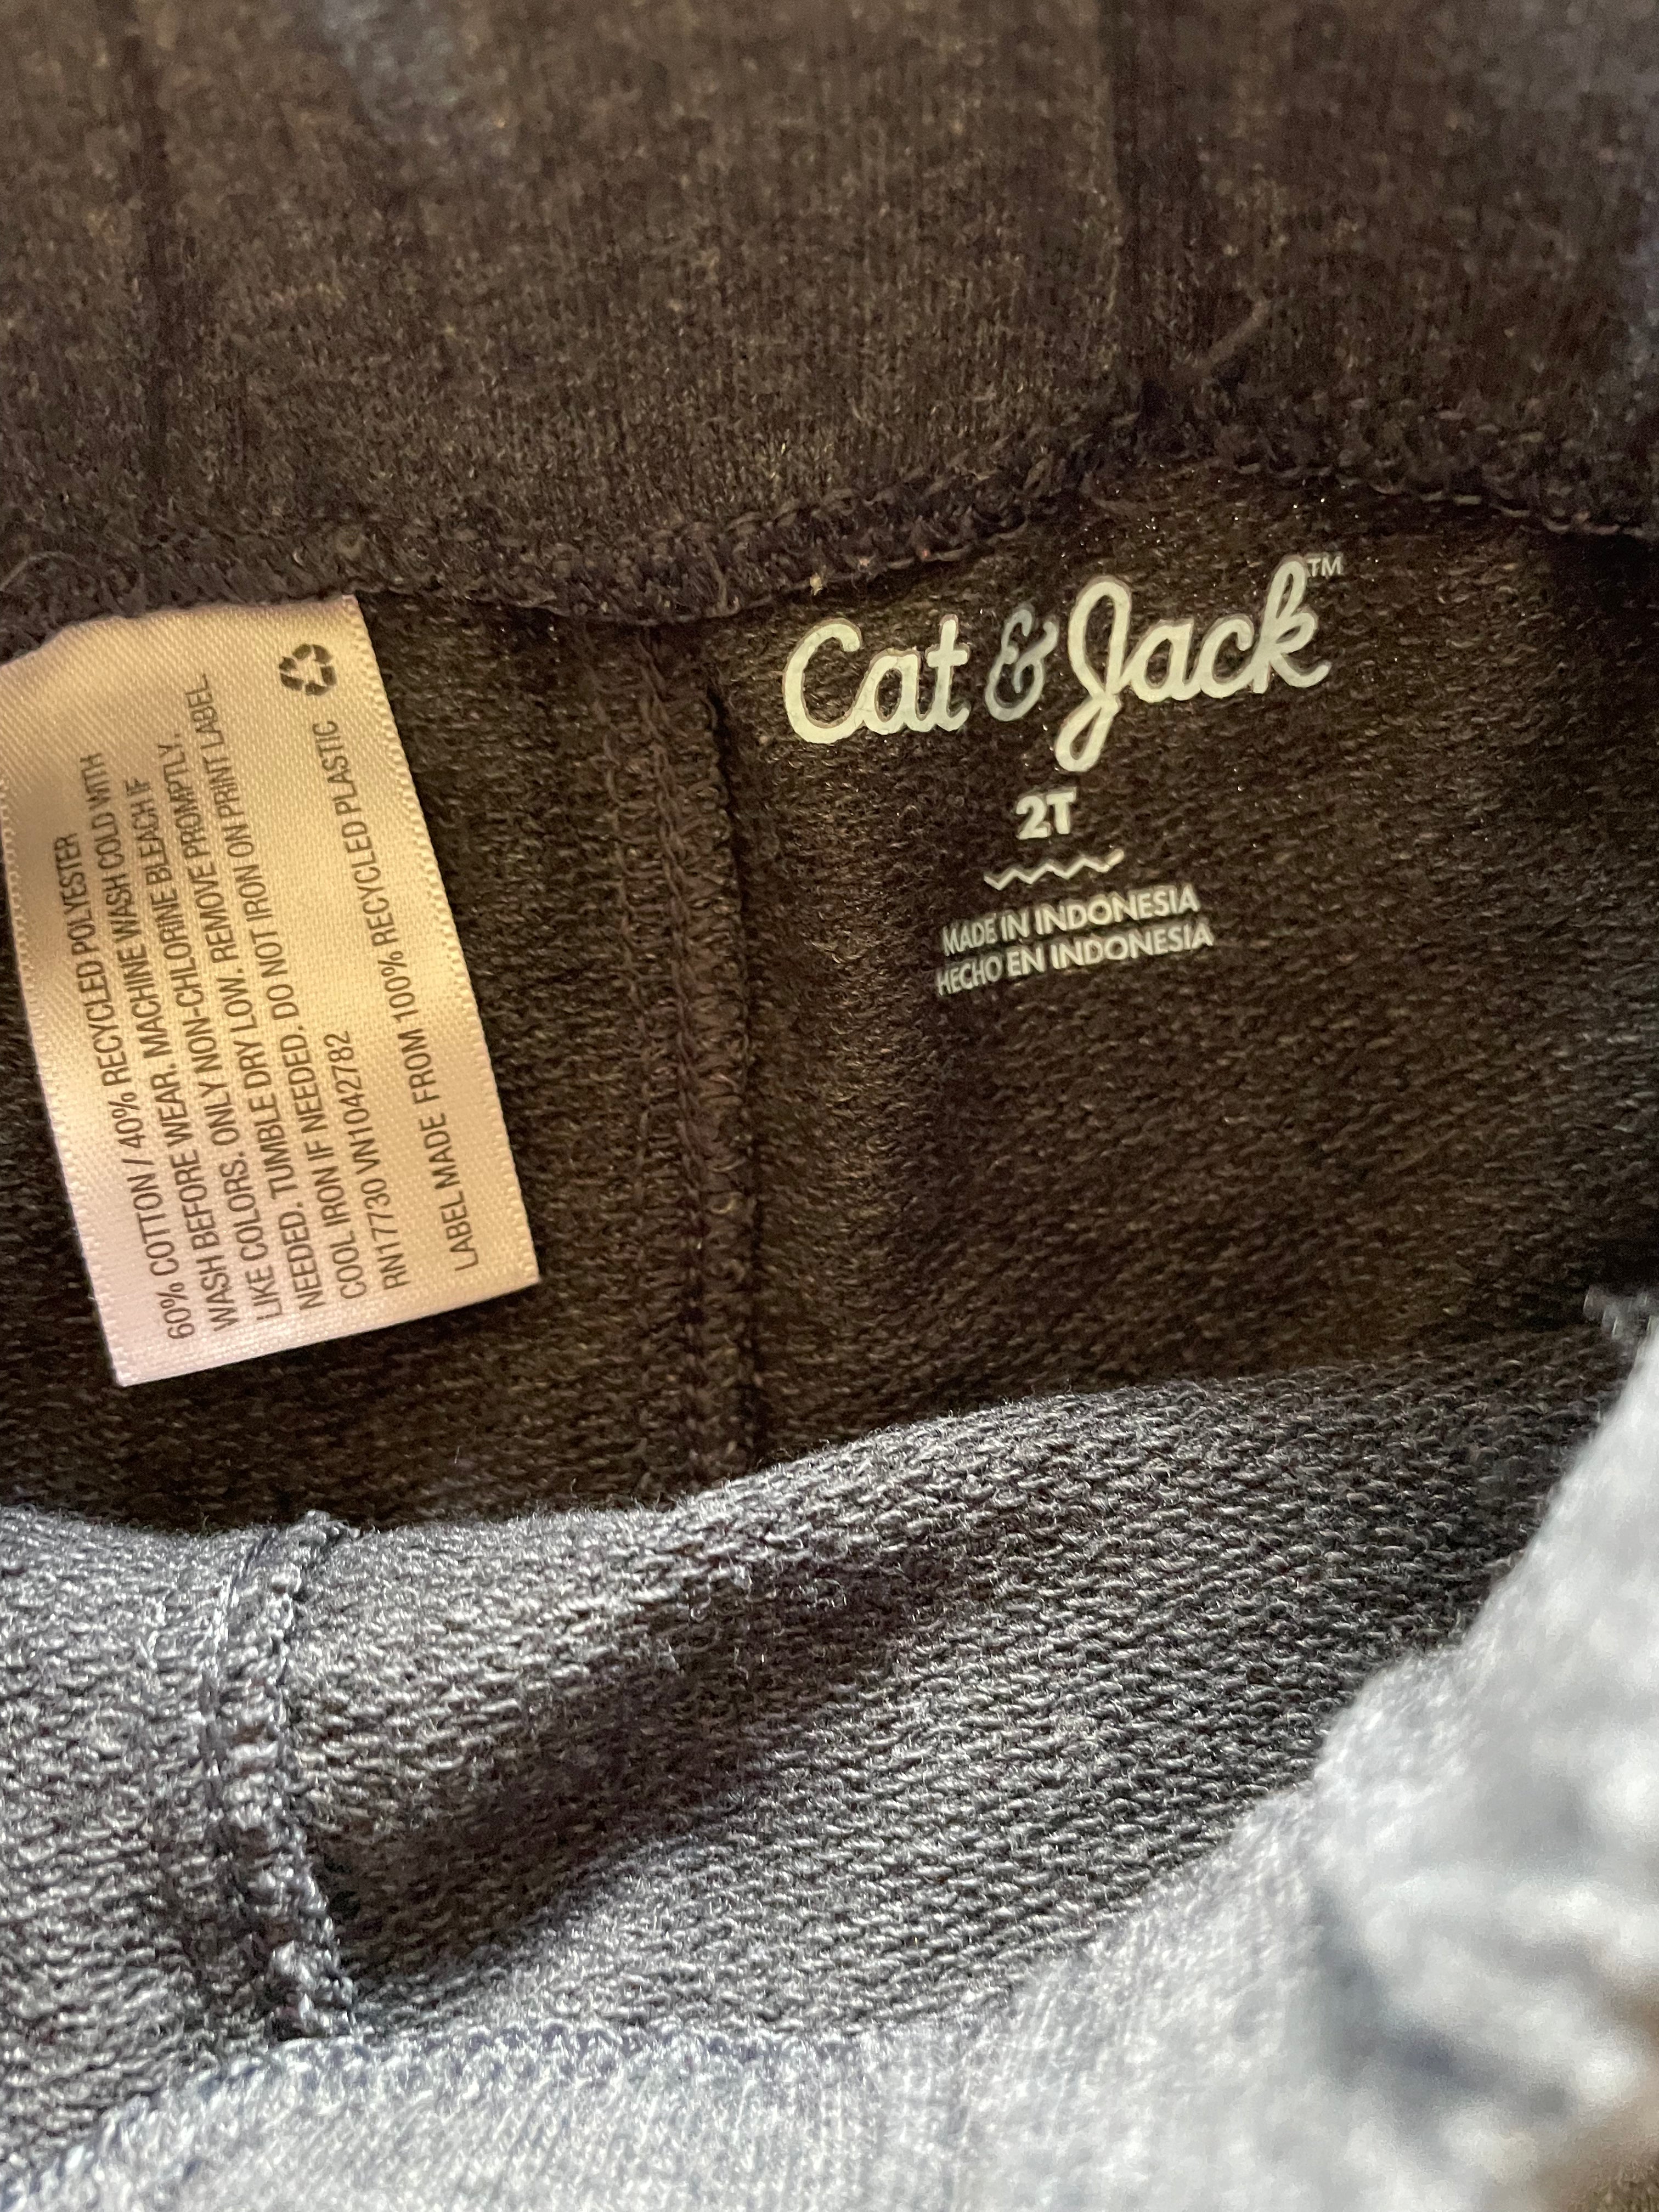 60% COTTON / 40% RECYCLED POLYESTER
WASH BEFORE WEAR. MACHINE WASH COLD WITH
LIKE COLORS. ONLY NON-CHLORINE BLEACH IF
NEEDED. TUMBLE DRY LOW. REMOVE PROMPTLY.
COOL IRON IF NEEDED. DO NOT IRON ON PRINT LABEL
RN17730 VN1042782
LABEL MADE FROM 100% RECYCLED PLASTIC
Cat & Jack™
2T
MADE IN INDONESIA
HECHO EN INDONESIA